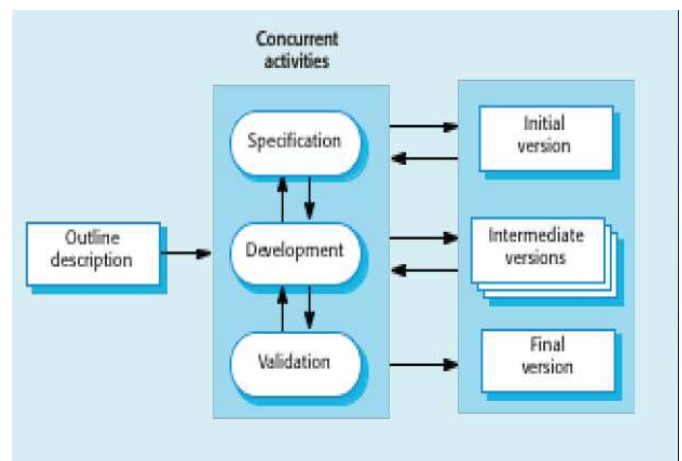 Concurrent
activities
Specification
Initial
version
Outline
description
Development
Intermediate
versions
Validation
Final
version